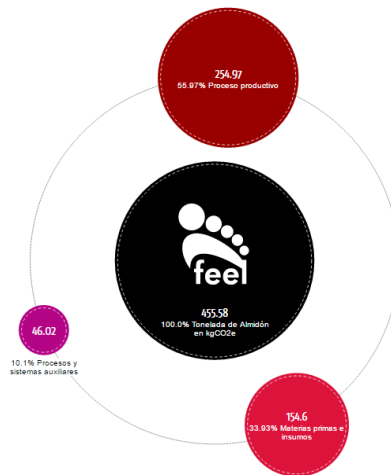 254.97
55.97% Proceso productivo
feel
455.58
100.0% Tonelada de Almidón
en kgCO2e
46.02
10.1% Procesos y
sistemas auxiliares
154.6
33.93% Materias primas e
insumos